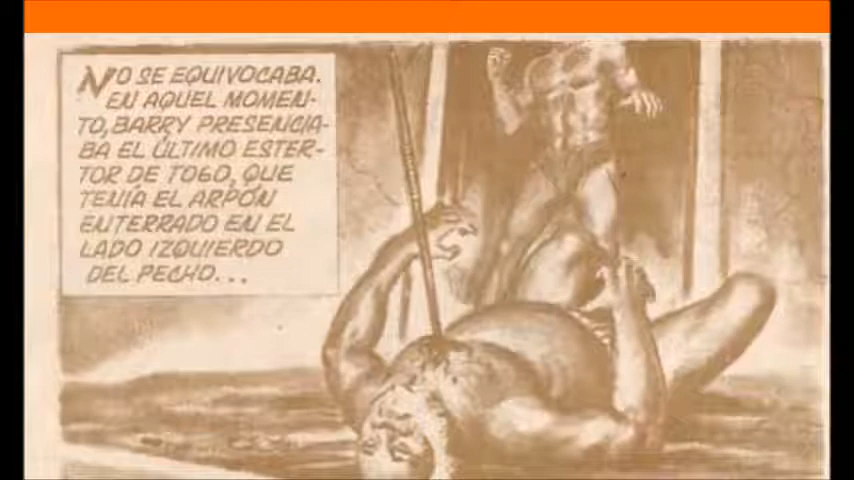 NO SE EQUIVOCABA.
EN AQUEL MOMEN-
TO, BARRY PRESENCIA-
BA EL ÚLTIMO ESTER-
TOR DE TOGO, QUE
TENÍA EL ARPÓN
ENTERRADO EN EL
LADO IZQUIERDO
DEL PECHO...